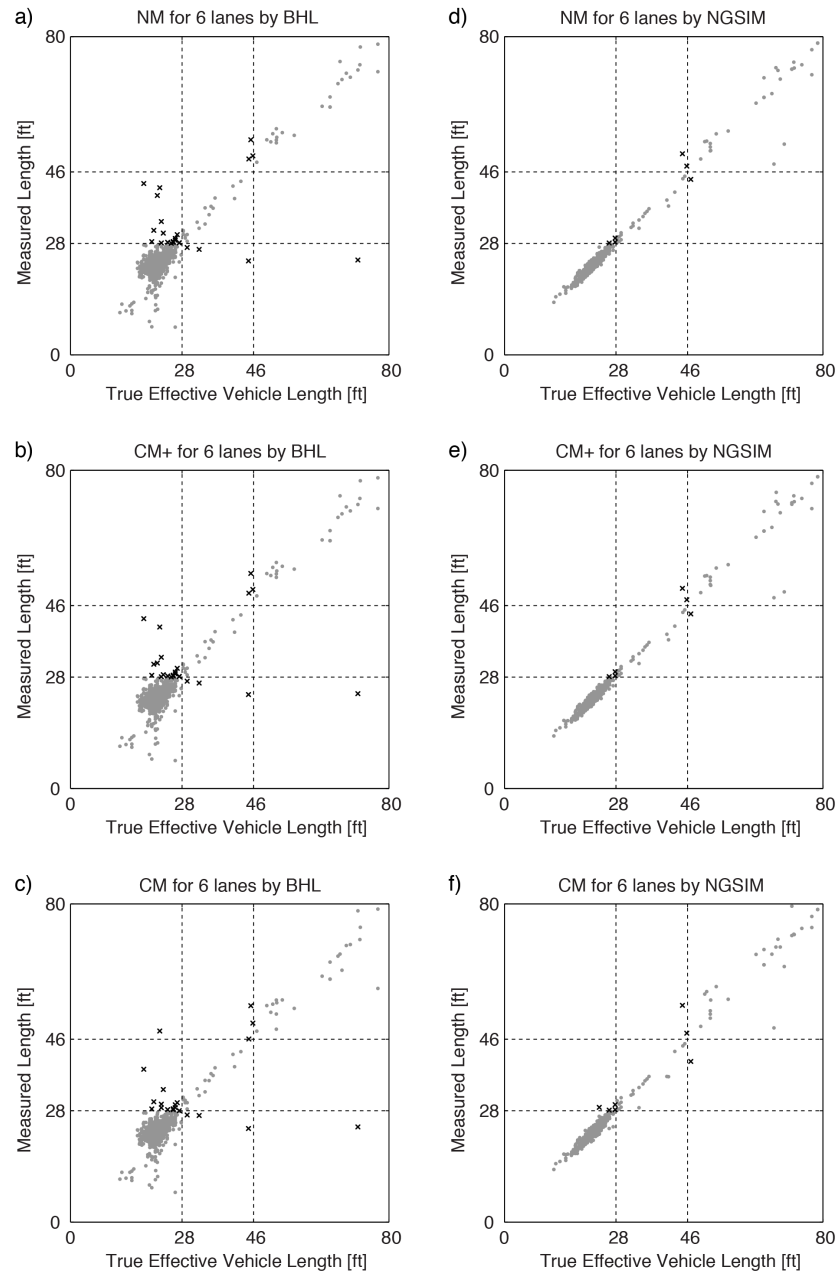 a) NM for 6 lanes by BHL
80
46
28
0
Measured Length [ft]
0 28 46 80
True Effective Vehicle Length [ft]
d) NM for 6 lanes by NGSIM
80
46
28
0
Measured Length [ft]
0 28 46 80
True Effective Vehicle Length [ft]
b) CM+ for 6 lanes by BHL
80
46
28
0
Measured Length [ft]
0 28 46 80
True Effective Vehicle Length [ft]
e) CM+ for 6 lanes by NGSIM
80
46
28
0
Measured Length [ft]
0 28 46 80
True Effective Vehicle Length [ft]
c) CM for 6 lanes by BHL
80
46
28
0
Measured Length [ft]
0 28 46 80
True Effective Vehicle Length [ft]
f) CM for 6 lanes by NGSIM
80
46
28
0
Measured Length [ft]
0 28 46 80
True Effective Vehicle Length [ft]